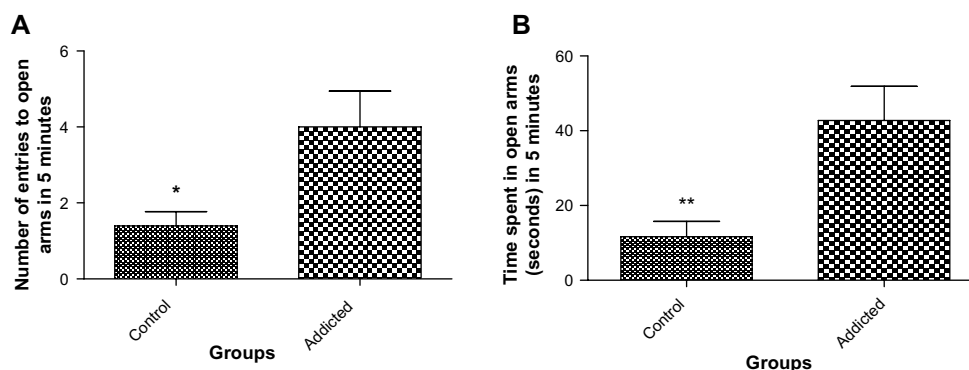 A
Number of entries to open
arms in 5 minutes
6
4
2
0
*
Control
Addicted
Groups
B
Time spent in open arms
(seconds) in 5 minutes
60
40
20
0
**
Control
Addicted
Groups